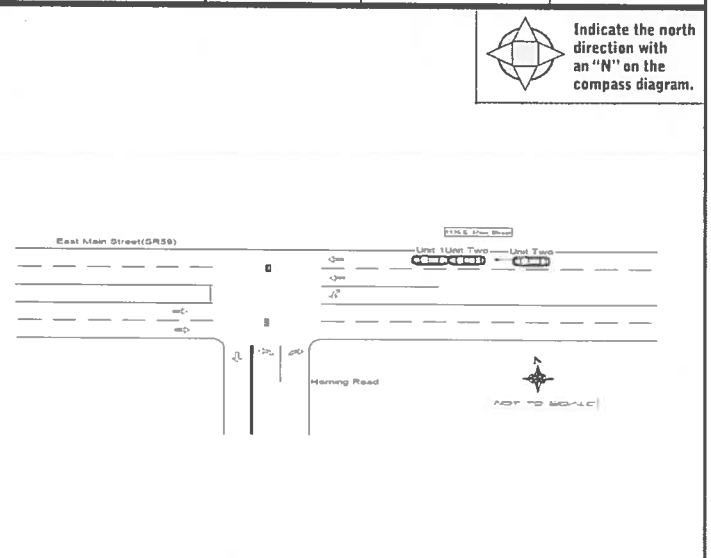 Indicate the north
direction with
an "N" on the
compass diagram.
East Main Street(SR59)
Unit 1 Unit Two Unit Two
Horning Road
N
NOT TO SCALE